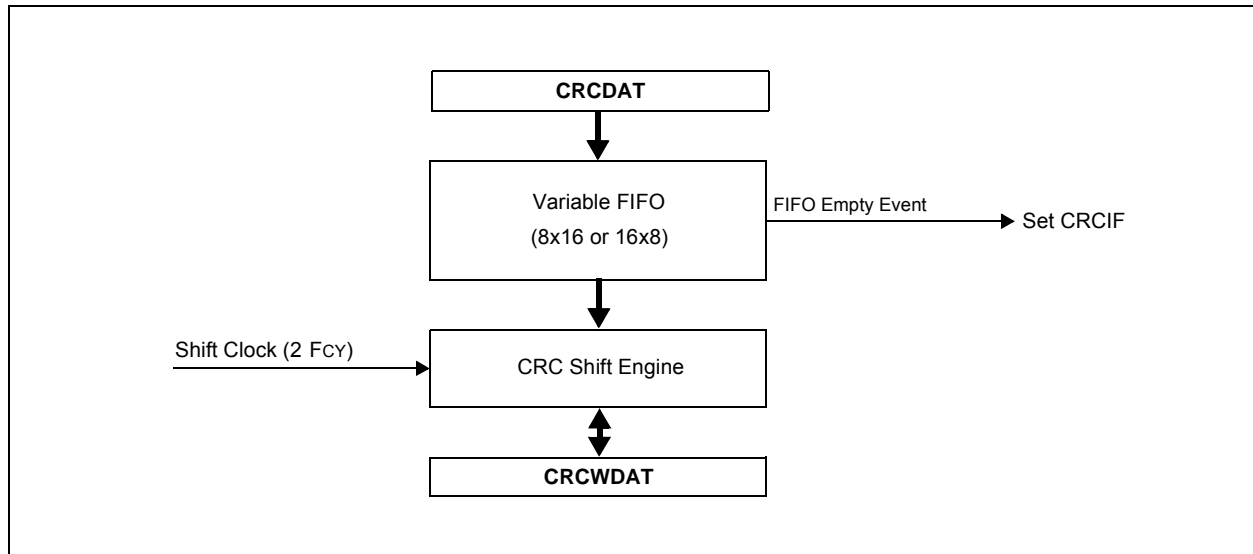 CRCDAT
Variable FIFO
(8x16 or 16x8)
FIFO Empty Event
Set CRCIF
Shift Clock (2 FCY)
CRC Shift Engine
CRCWDAT